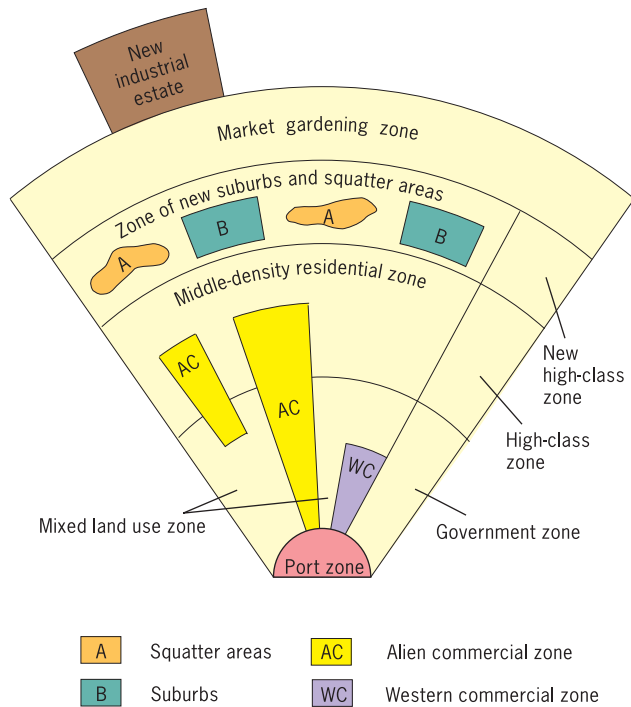 New
industrial
estate
Market gardening zone
Zone of new suburbs and squatter areas
A
B
A
B
Middle-density residential zone
New
high-class
zone
AC
AC
High-class
zone
WC
Mixed land use zone
Government zone
Port zone
A Squatter areas
AC Alien commercial zone
B Suburbs
WC Western commercial zone